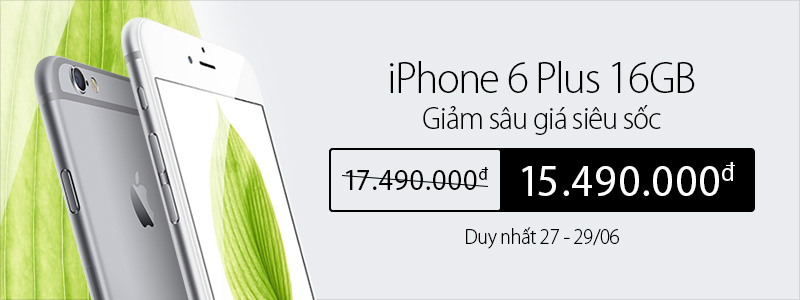 iPhone 6 Plus 16GB
Giảm sâu giá siêu sốc
17.490.000đ 15.490.000đ
Duy nhất 27 - 29/06